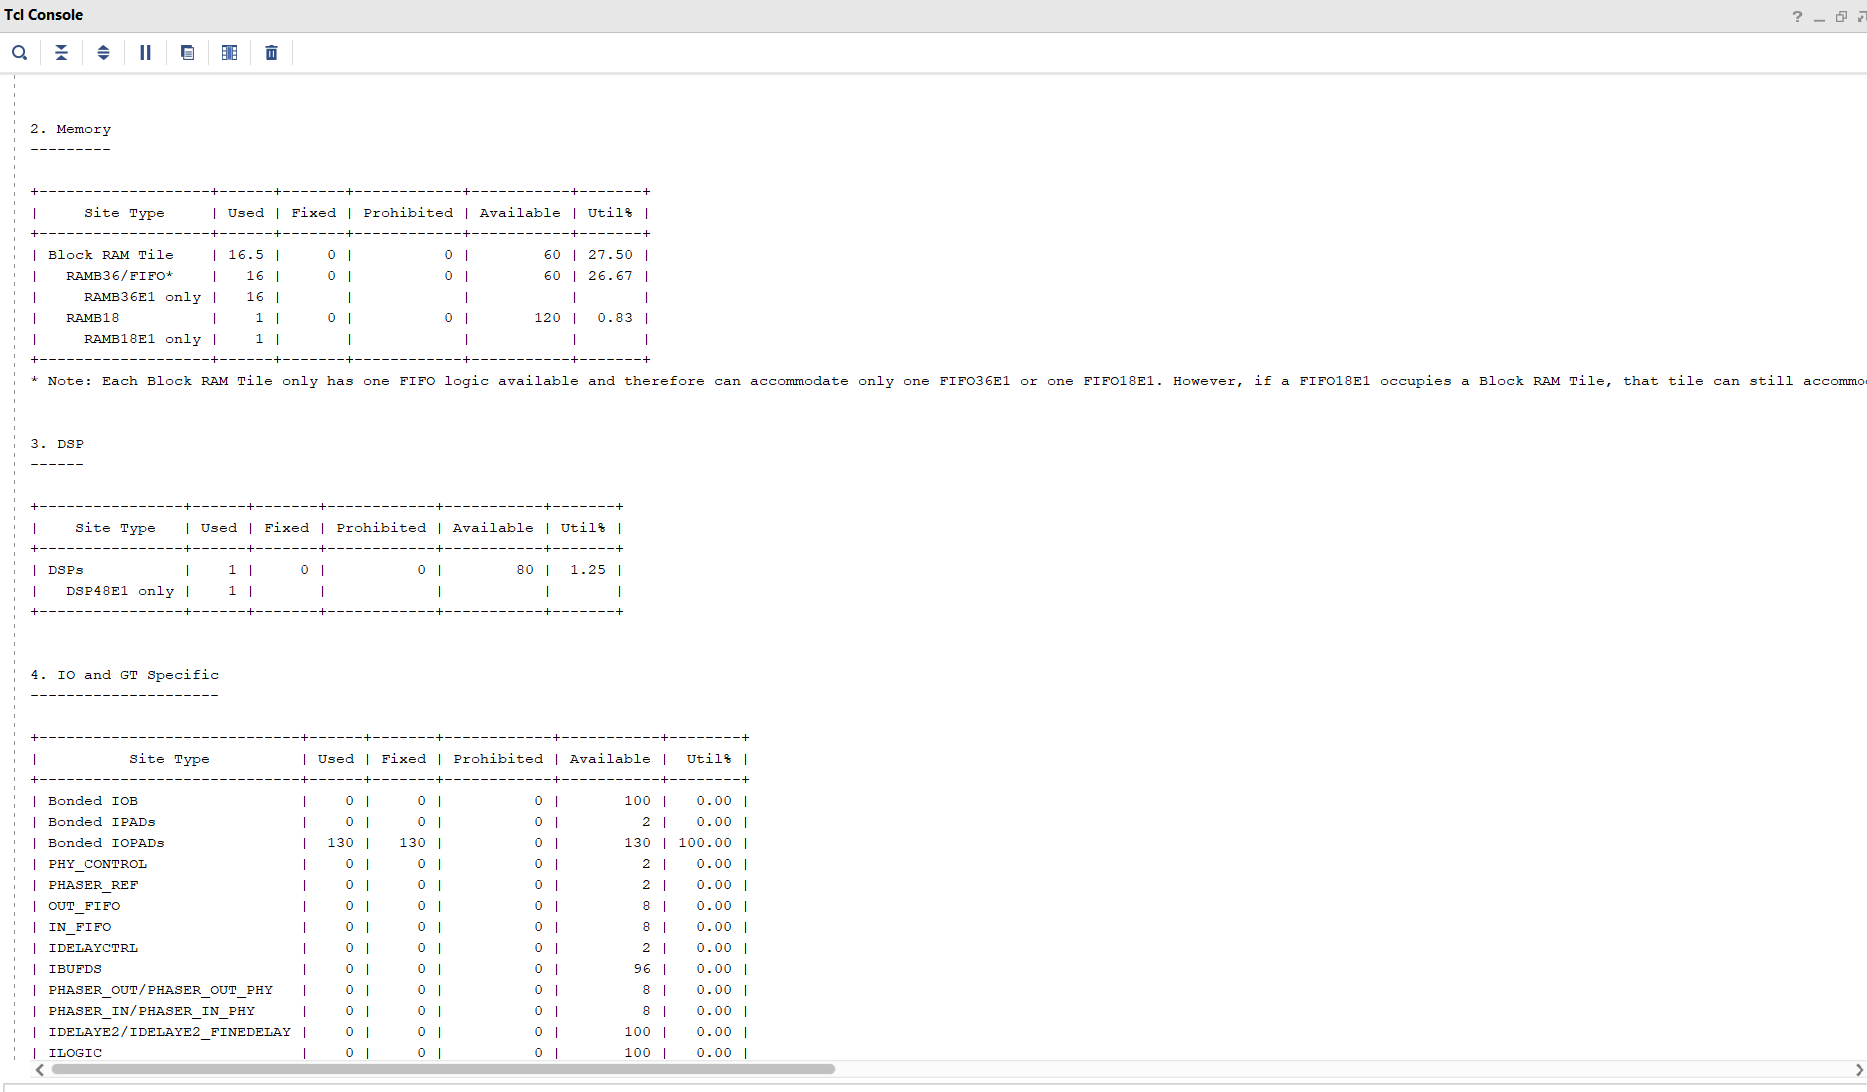 Tcl Console
2. Memory
---------
+-------------------+------+-------+------------+-----------+-------+
|     Site Type     | Used | Fixed | Prohibited | Available | Util% |
+-------------------+------+-------+------------+-----------+-------+
| Block RAM Tile    | 16.5 |     0 |          0 |        60 | 27.50 |
|   RAMB36/FIFO*    |   16 |     0 |          0 |        60 | 26.67 |
|     RAMB36E1 only |   16 |       |            |           |       |
|   RAMB18          |    1 |     0 |          0 |       120 |  0.83 |
|     RAMB18E1 only |    1 |       |            |           |       |
+-------------------+------+-------+------------+-----------+-------+
* Note: Each Block RAM Tile only has one FIFO logic available and therefore can accommodate only one FIFO36E1 or one FIFO18E1. However, if a FIFO18E1 occupies a Block RAM Tile, that tile can still accommo
3. DSP
------
+----------------+------+-------+------------+-----------+-------+
|    Site Type   | Used | Fixed | Prohibited | Available | Util% |
+----------------+------+-------+------------+-----------+-------+
| DSPs           |    1 |     0 |          0 |        80 |  1.25 |
|   DSP48E1 only |    1 |       |            |           |       |
+----------------+------+-------+------------+-----------+-------+
4. IO and GT Specific
---------------------
+-----------------------------+------+-------+------------+-----------+--------+
|          Site Type          | Used | Fixed | Prohibited | Available |  Util% |
+-----------------------------+------+-------+------------+-----------+--------+
| Bonded IOB                  |    0 |     0 |          0 |       100 |   0.00 |
| Bonded IPADs                |    0 |     0 |          0 |         2 |   0.00 |
| Bonded IOPADs               |  130 |   130 |          0 |       130 | 100.00 |
| PHY_CONTROL                 |    0 |     0 |          0 |         2 |   0.00 |
| PHASER_REF                  |    0 |     0 |          0 |         2 |   0.00 |
| OUT_FIFO                    |    0 |     0 |          0 |         8 |   0.00 |
| IN_FIFO                     |    0 |     0 |          0 |         8 |   0.00 |
| IDELAYCTRL                  |    0 |     0 |          0 |         2 |   0.00 |
| IBUFDS                      |    0 |     0 |          0 |        96 |   0.00 |
| PHASER_OUT/PHASER_OUT_PHY   |    0 |     0 |          0 |         8 |   0.00 |
| PHASER_IN/PHASER_IN_PHY     |    0 |     0 |          0 |         8 |   0.00 |
| IDELAYE2/IDELAYE2_FINEDELAY |    0 |     0 |          0 |       100 |   0.00 |
| ILOGIC                      |    0 |     0 |          0 |       100 |   0.00 |